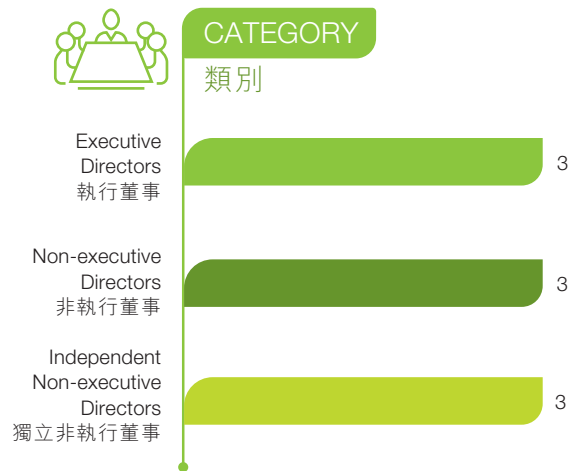 CATEGORY
類別
Executive
Directors
執行董事
3
Non-executive
Directors
非執行董事
3
Independent
Non-executive
Directors
獨立非執行董事
3